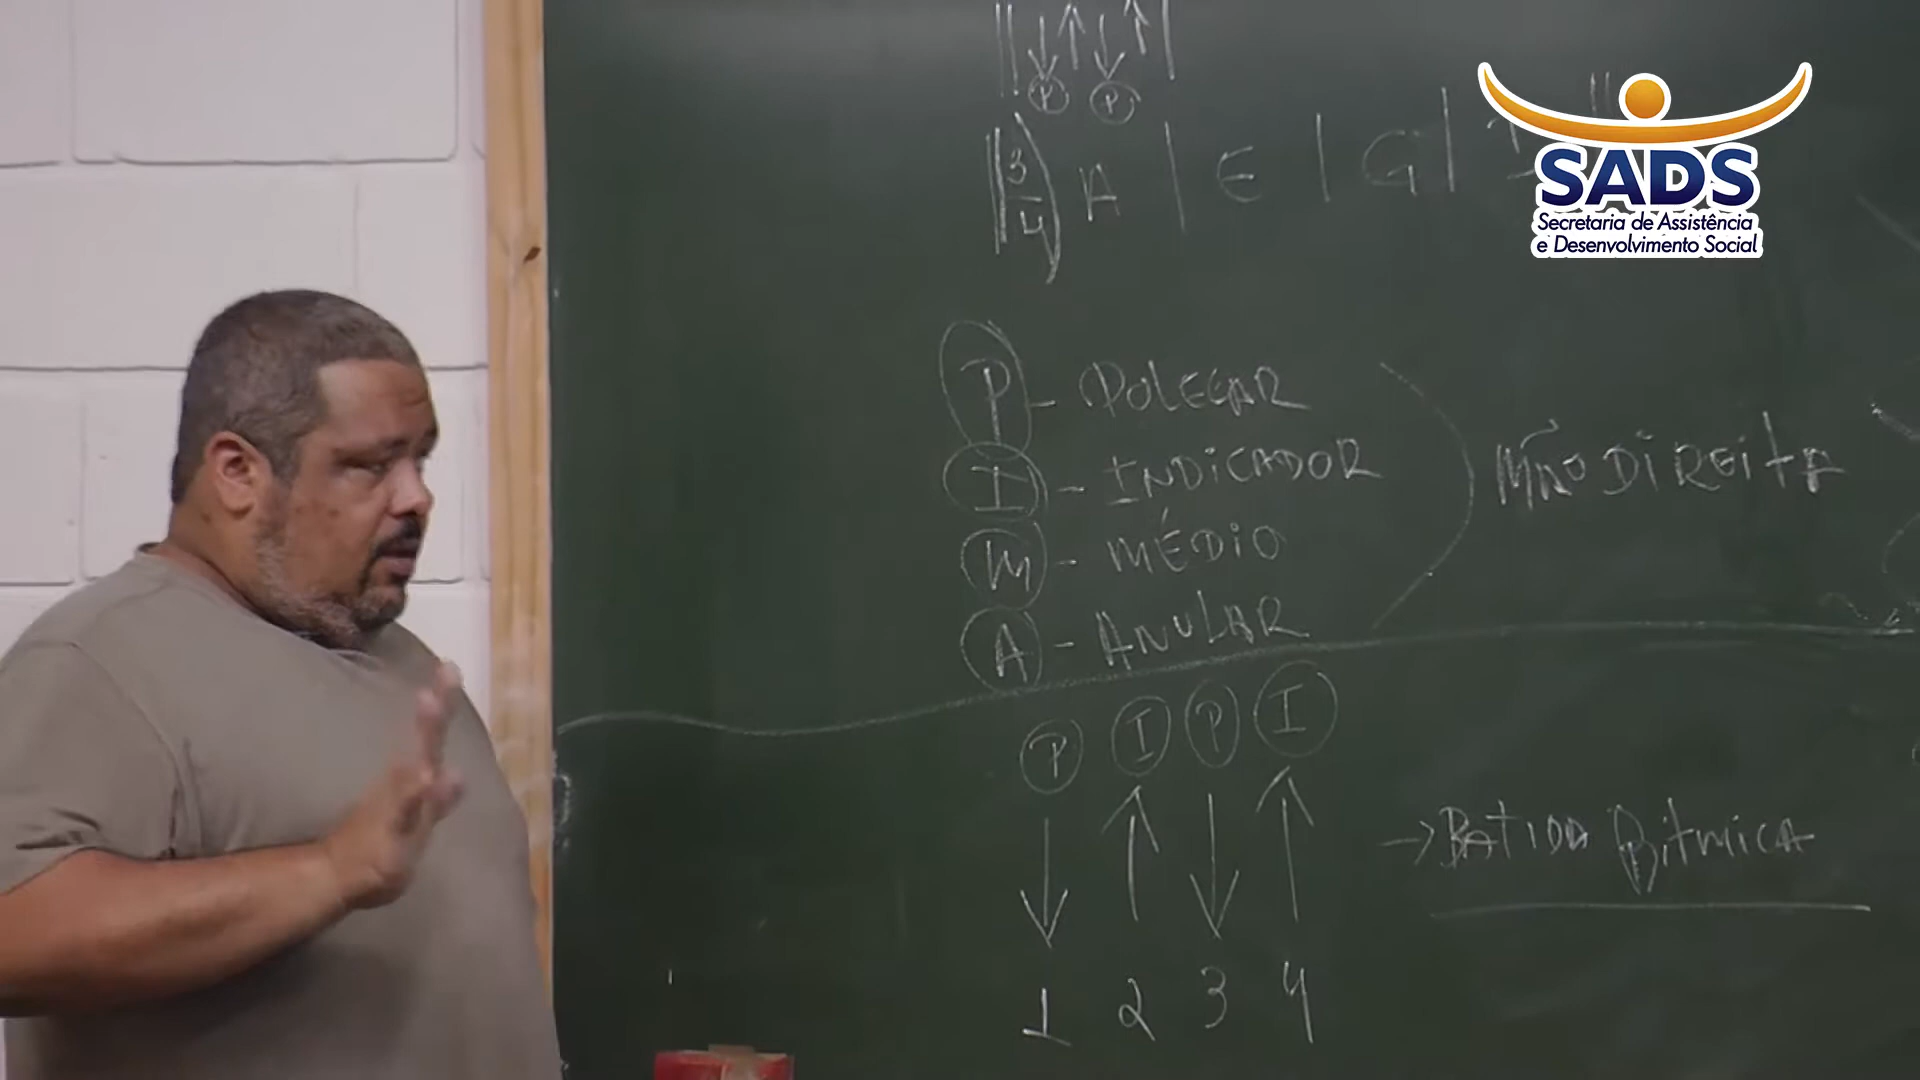 P P
3/4 A | E | G |
SADS
Secretaria de Assistência
e Desenvolvimento Social
P - POLEGAR
I - INDICADOR
M - MÉDIO
A - ANULAR
MÃO DIREITA
P I P I
→ BATIDA RITMICA
1 2 3 4